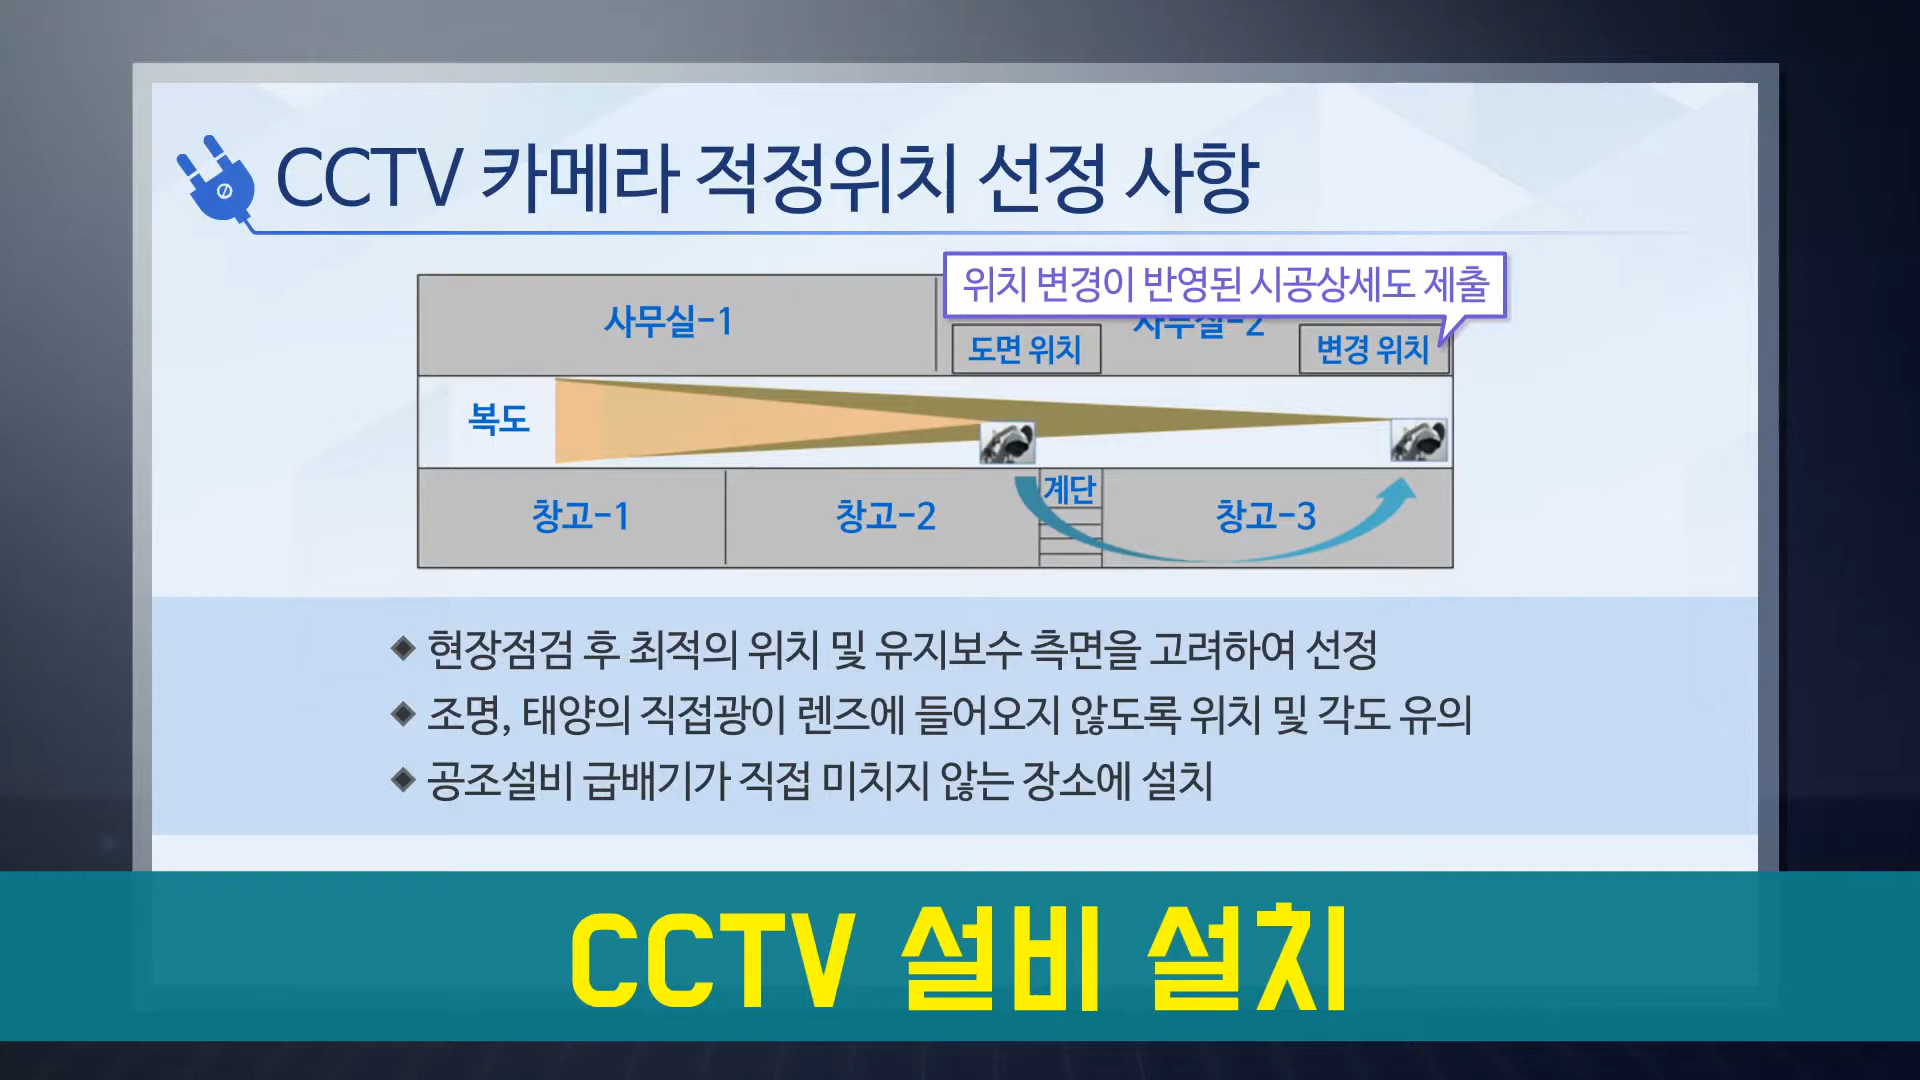 CCTV 카메라 적정위치 선정 사항
위치 변경이 반영된 시공상세도 제출
사무실-1
사무실-2
도면 위치
변경 위치
복도
계단
창고-1
창고-2
창고-3
현장점검 후 최적의 위치 및 유지보수 측면을 고려하여 선정
조명, 태양의 직접광이 렌즈에 들어오지 않도록 위치 및 각도 유의
공조설비 급배기가 직접 미치지 않는 장소에 설치
CCTV 설비 설치